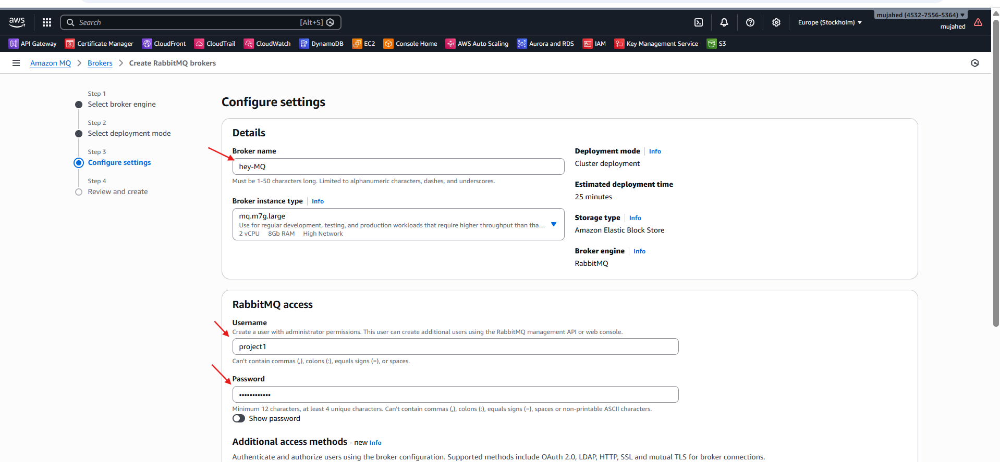 aws
Search [Alt+S]
Europe (Stockholm)
mujahed (4532-7556-5364)
mujahed
API Gateway Certificate Manager CloudFront CloudTrail CloudWatch DynamoDB EC2 Console Home AWS Auto Scaling Aurora and RDS IAM Key Management Service S3
Amazon MQ Brokers Create RabbitMQ brokers
Step 1
Select broker engine
Step 2
Select deployment mode
Step 3
Configure settings
Step 4
Review and create
Configure settings
Details
Broker name
hey-MQ
Must be 1-50 characters long. Limited to alphanumeric characters, dashes, and underscores.
Broker instance type Info
mq.m7g.large
Use for regular development, testing, and production workloads that require higher throughput than tha...
2 vCPU 8Gb RAM High Network
Deployment mode Info
Cluster deployment
Estimated deployment time
25 minutes
Storage type Info
Amazon Elastic Block Store
Broker engine Info
RabbitMQ
RabbitMQ access
Username
Create a user with administrator permissions. This user can create additional users using the RabbitMQ management API or web console.
project1
Can't contain commas (,), colons (:), equals signs (=), or spaces.
Password
••••••••••••
Minimum 12 characters, at least 4 unique characters. Can't contain commas (,), colons (:), equals signs (=), spaces or non-printable ASCII characters.
Show password
Additional access methods - new Info
Authenticate and authorize users using the broker configuration. Supported methods include OAuth 2.0, LDAP, HTTP, SSL and mutual TLS for broker connections.